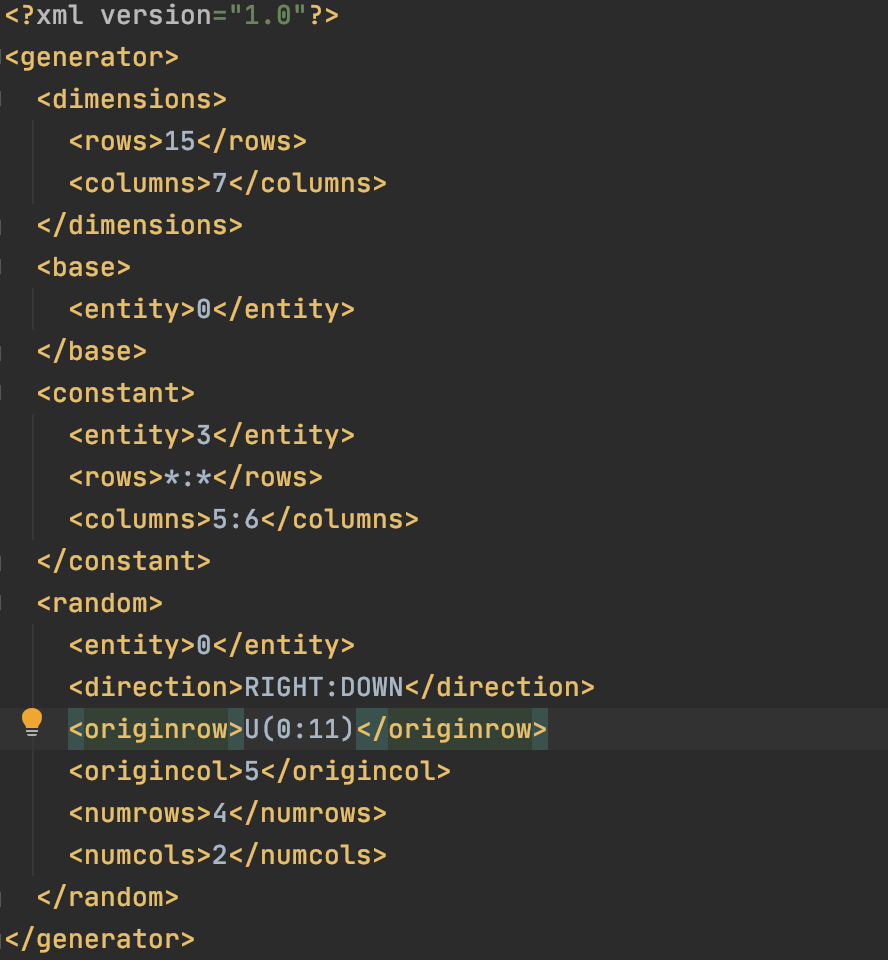 <?xml version="1.0"?>
<generator>
  <dimensions>
    <rows>15</rows>
    <columns>7</columns>
  </dimensions>
  <base>
    <entity>0</entity>
  </base>
  <constant>
    <entity>3</entity>
    <rows>*:*</rows>
    <columns>5:6</columns>
  </constant>
  <random>
    <entity>0</entity>
    <direction>RIGHT:DOWN</direction>
    <originrow>U(0:11)</originrow>
    <origincol>5</origincol>
    <numrows>4</numrows>
    <numcols>2</numcols>
  </random>
</generator>